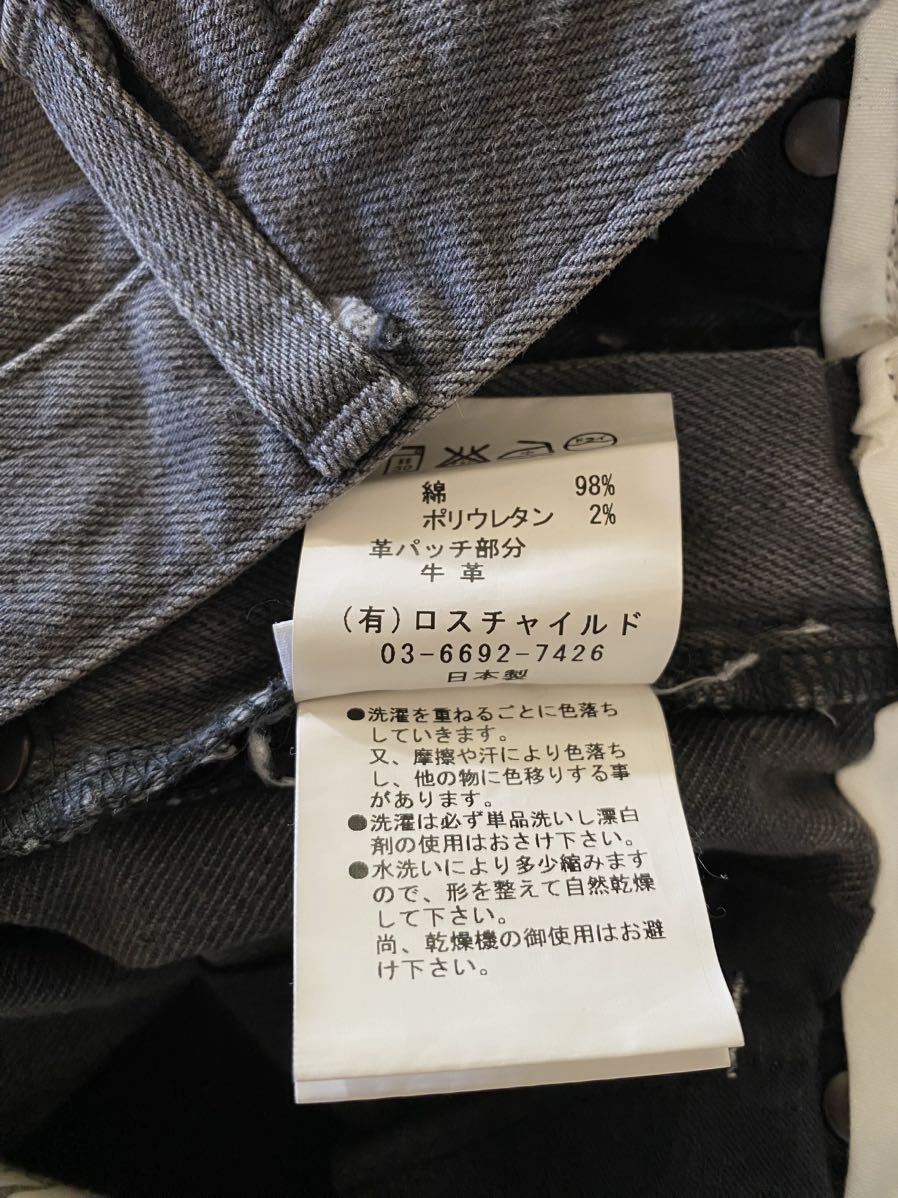 ドライ
綿 98%
ポリウレタン 2%
革パッチ部分
牛 革
(有)ロスチャイルド
03-6692-7426
日本製
●洗濯を重ねるごとに色落ち
していきます。
又、摩擦や汗により色落ち
し、他の物に色移りする事
があります。
●洗濯は必ず単品洗いし漂白
剤の使用はおさけ下さい。
●水洗いにより多少縮みます
ので、形を整えて自然乾燥
して下さい。
尚、乾燥機の御使用はお避
け下さい。